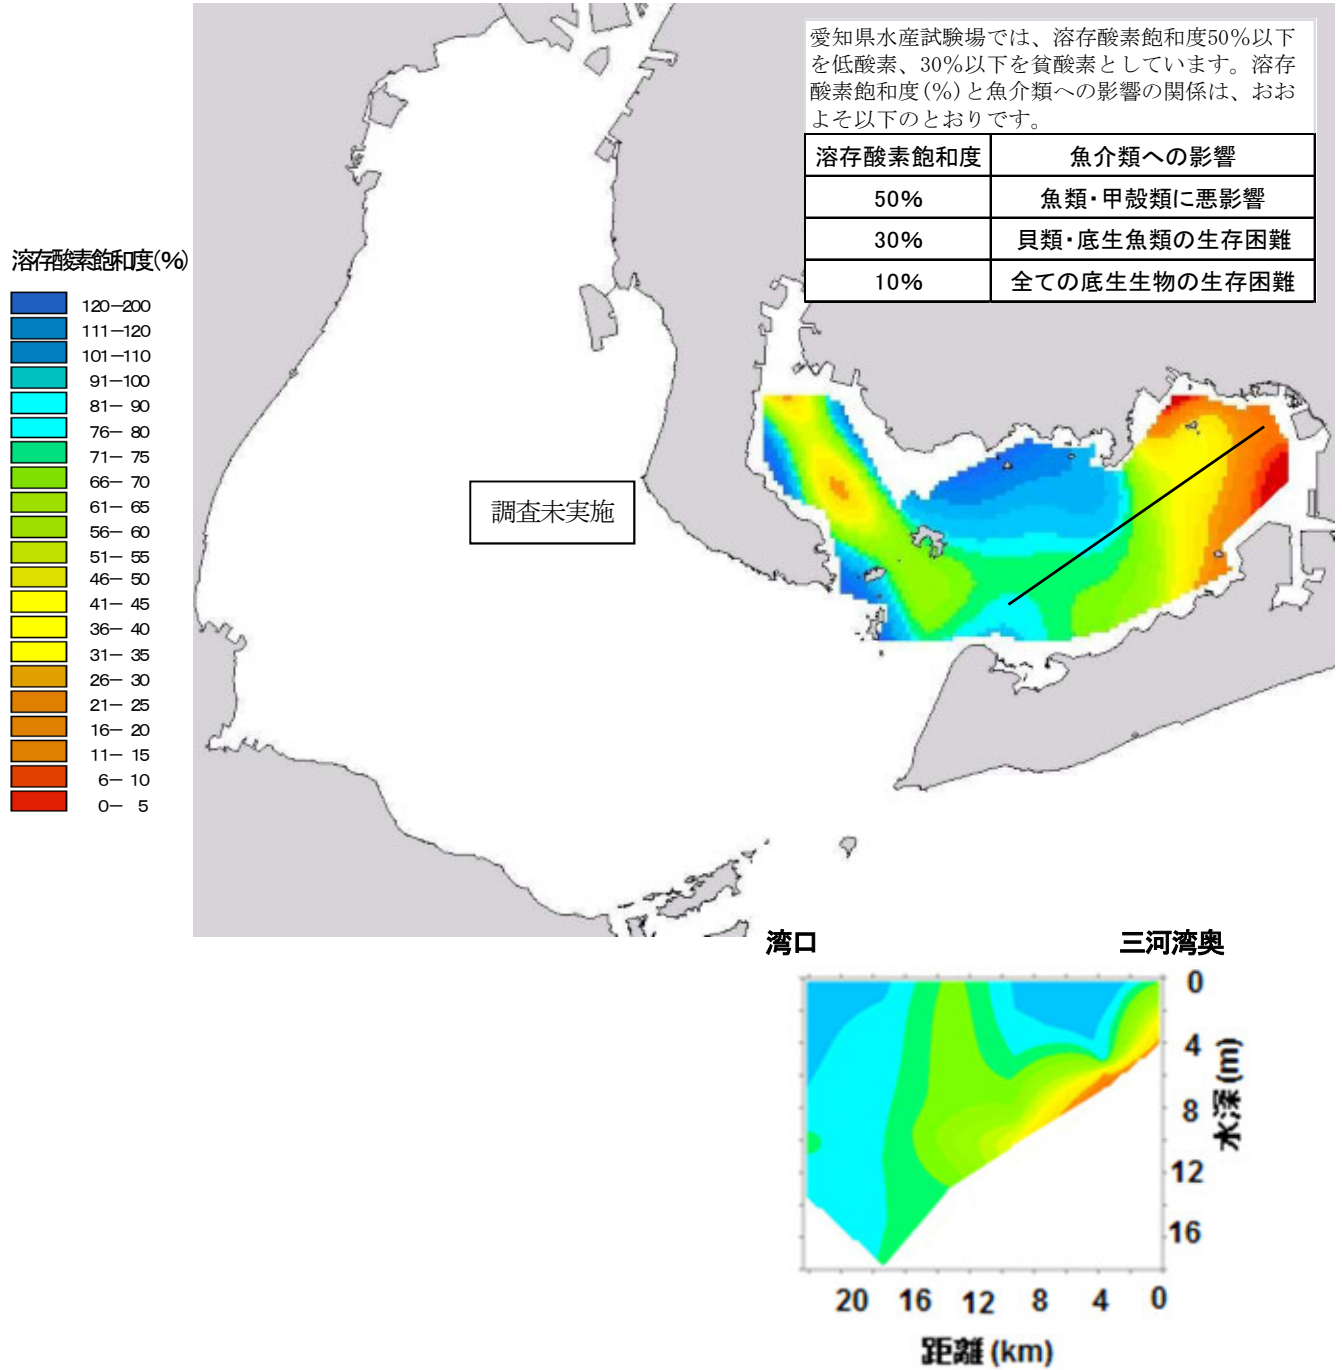 愛知県水産試験場では、溶存酸素飽和度50%以下
を低酸素、30%以下を貧酸素としています。溶存
酸素飽和度(%)と魚介類への影響の関係は、おお
よそ以下のとおりです。
溶存酸素飽和度 魚介類への影響
50% 魚類・甲殻類に悪影響
30% 貝類・底生魚類の生存困難
10% 全ての底生生物の生存困難
溶存酸素飽和度(%)
120-200
111-120
101-110
91-100
81- 90
76- 80
71- 75
66- 70
61- 65
56- 60
51- 55
46- 50
41- 45
36- 40
31- 35
26- 30
21- 25
16- 20
11- 15
6- 10
0- 5
調査未実施
湾口 三河湾奥
0
4
8
12
16
水深(m)
20 16 12 8 4 0
距離(km)